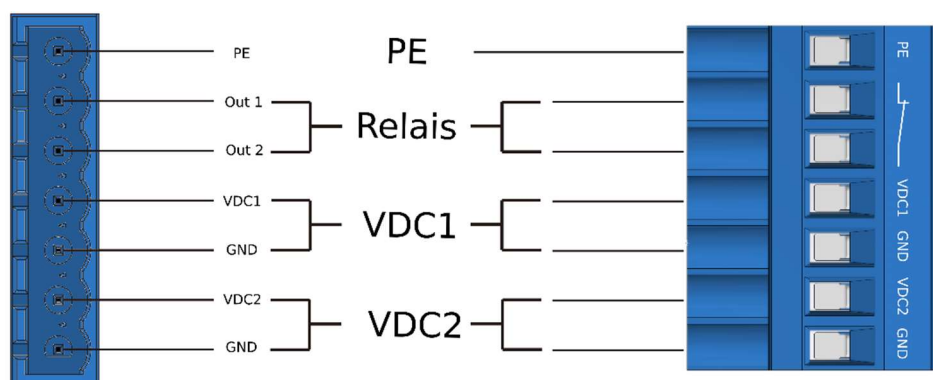 PE
PE
PE
Out 1
Relais
Out 2
VDC1
VDC1
VDC1
GND
GND
VDC2
VDC2
VDC2
GND
GND